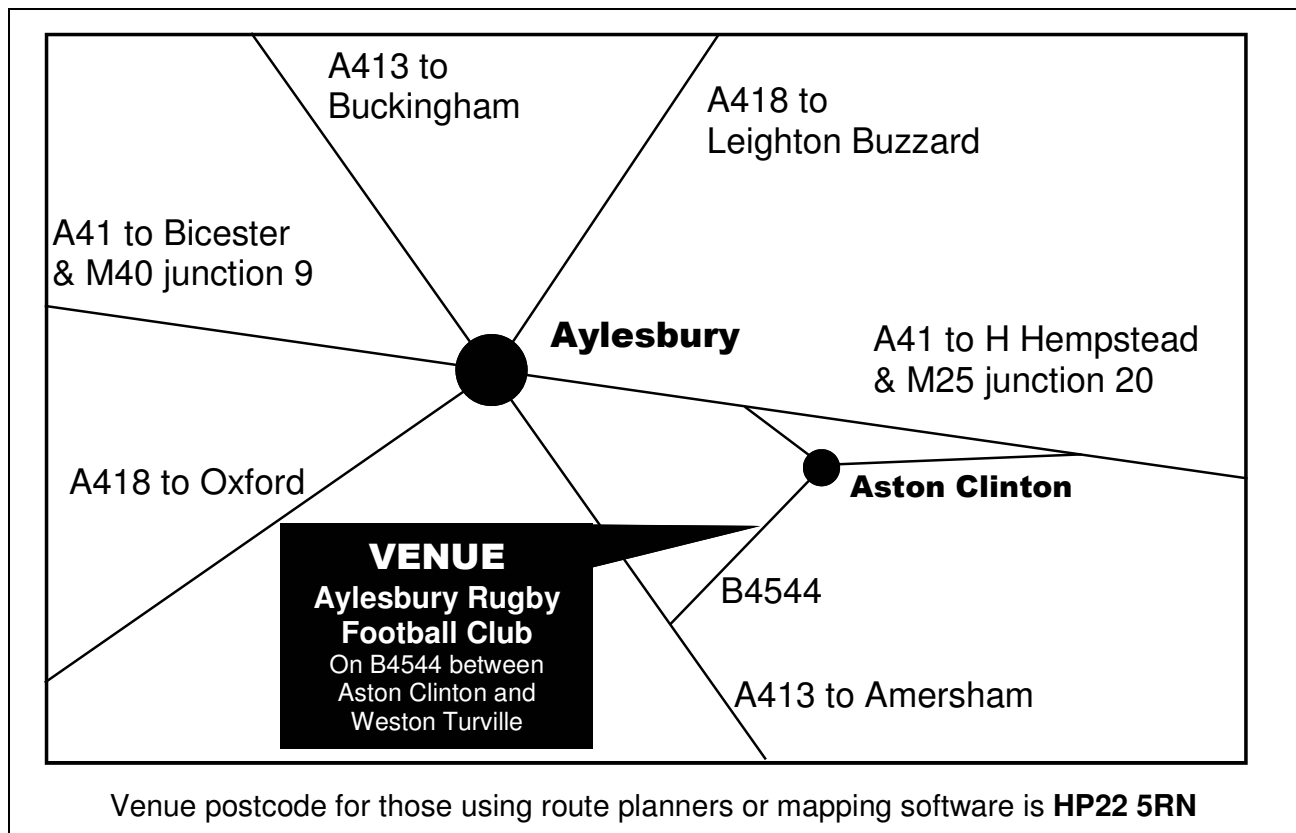 A413 to
Buckingham
A418 to
Leighton Buzzard
A41 to Bicester
& M40 junction 9
Aylesbury
A41 to H Hempstead
& M25 junction 20
A418 to Oxford
Aston Clinton
VENUE
Aylesbury Rugby
Football Club
On B4544 between
Aston Clinton and
Weston Turville
B4544
A413 to Amersham
Venue postcode for those using route planners or mapping software is HP22 5RN